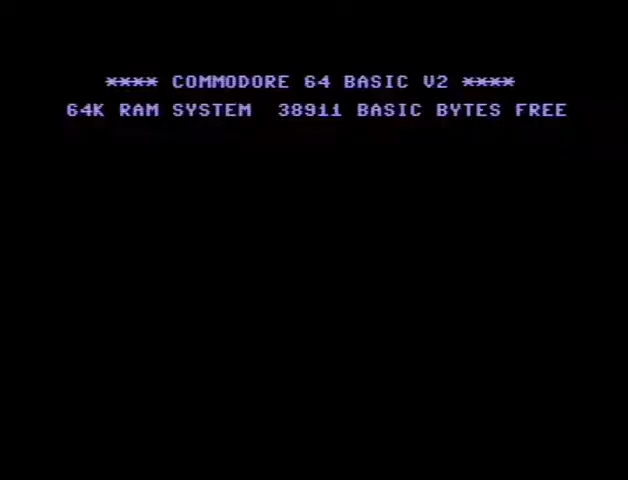 **** COMMODORE 64 BASIC V2 ****
64K RAM SYSTEM  38911 BASIC BYTES FREE